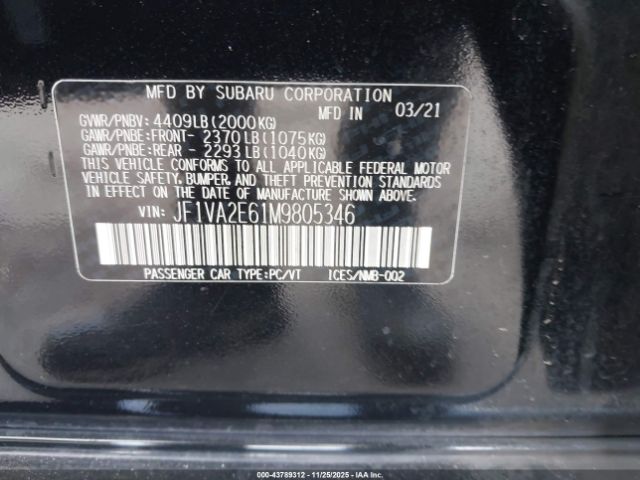 MFD BY SUBARU CORPORATION
GVWR/PNBV: 4409LB(2000KG) MFD IN 03/21
GAWR/PNBE:FRONT- 2370LB(1075KG)
GAWR/PNBE:REAR - 2293LB(1040KG)
THIS VEHICLE CONFORMS TO ALL APPLICABLE FEDERAL MOTOR
VEHICLE SAFETY, BUMPER, AND THEFT PREVENTION STANDARDS
IN EFFECT ON THE DATE OF MANUFACTURE SHOWN ABOVE.
VIN: JF1VA2E61M9805346
PASSENGER CAR TYPE:PC/VT ICES/NMB-002
000-43789312 - 11/25/2025 - Copyright © IAA, LLC